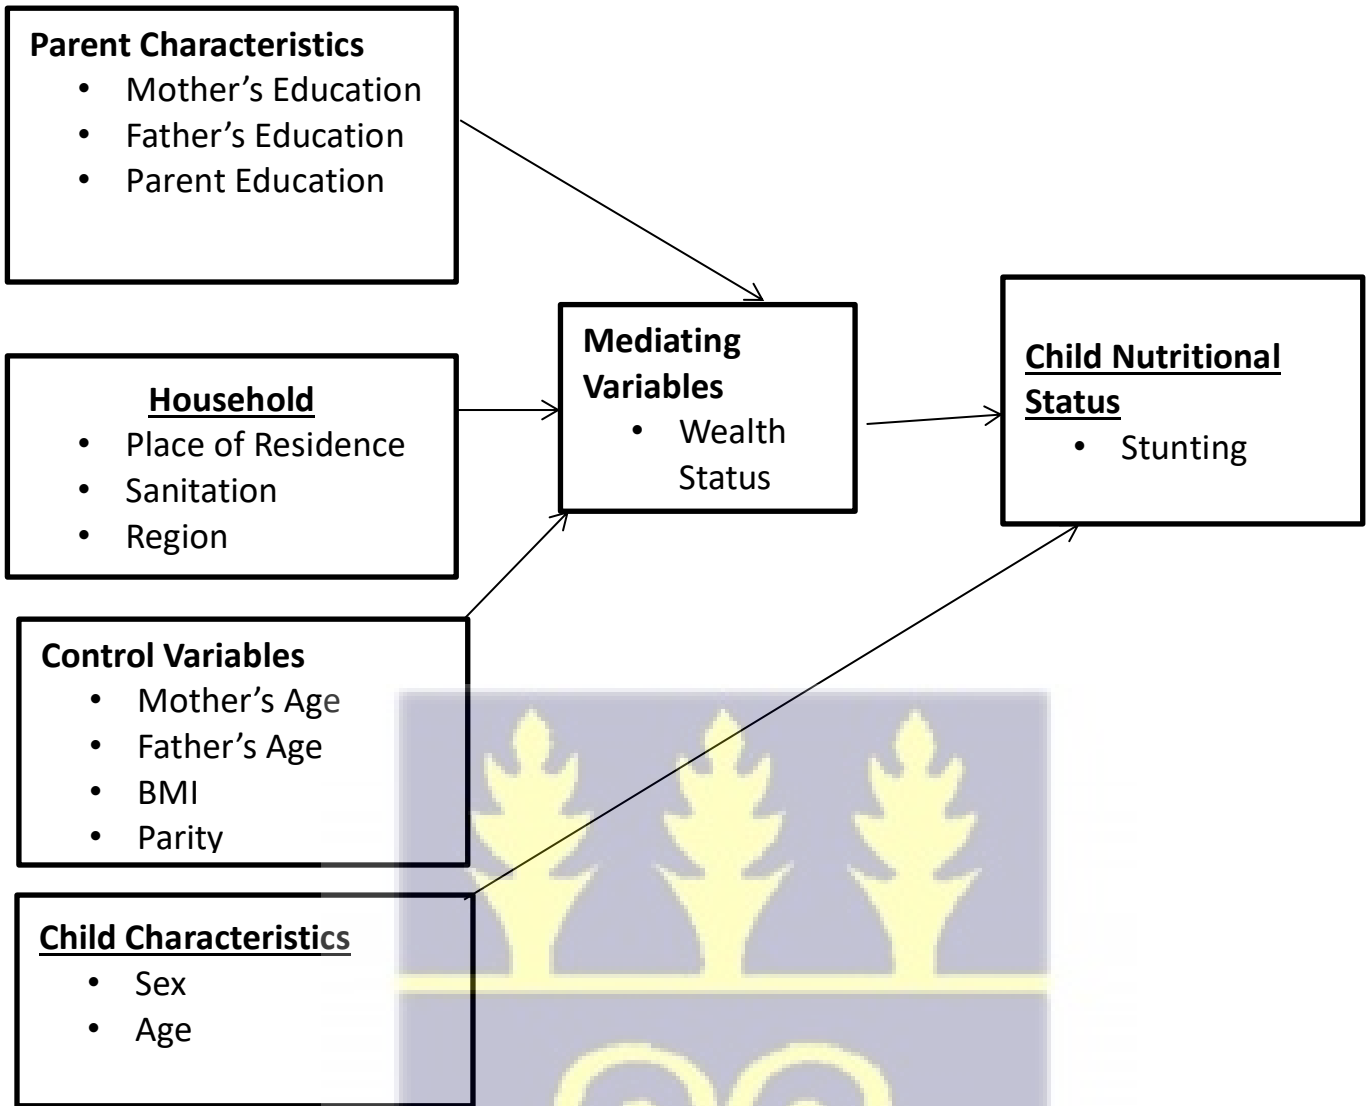 Parent Characteristics
• Mother’s Education
• Father’s Education
• Parent Education
Household
• Place of Residence
• Sanitation
• Region
Control Variables
• Mother’s Age
• Father’s Age
• BMI
• Parity
Child Characteristics
• Sex
• Age
Mediating
Variables
• Wealth
Status
Child Nutritional
Status
• Stunting